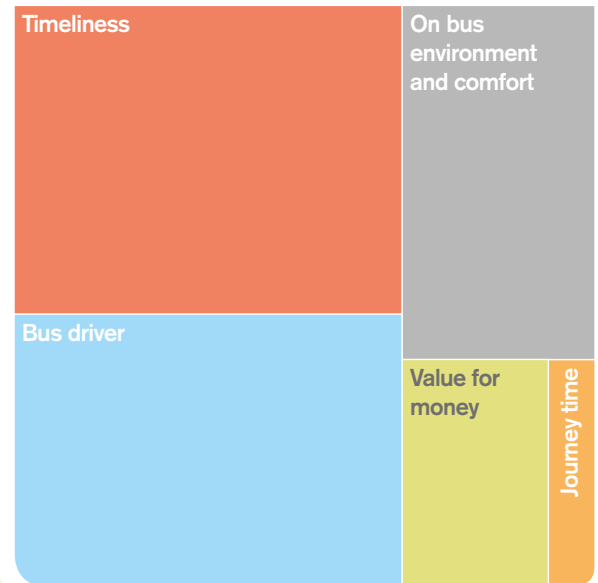 Timeliness
On bus
environment
and comfort
Bus driver
Value for
money
Journey time